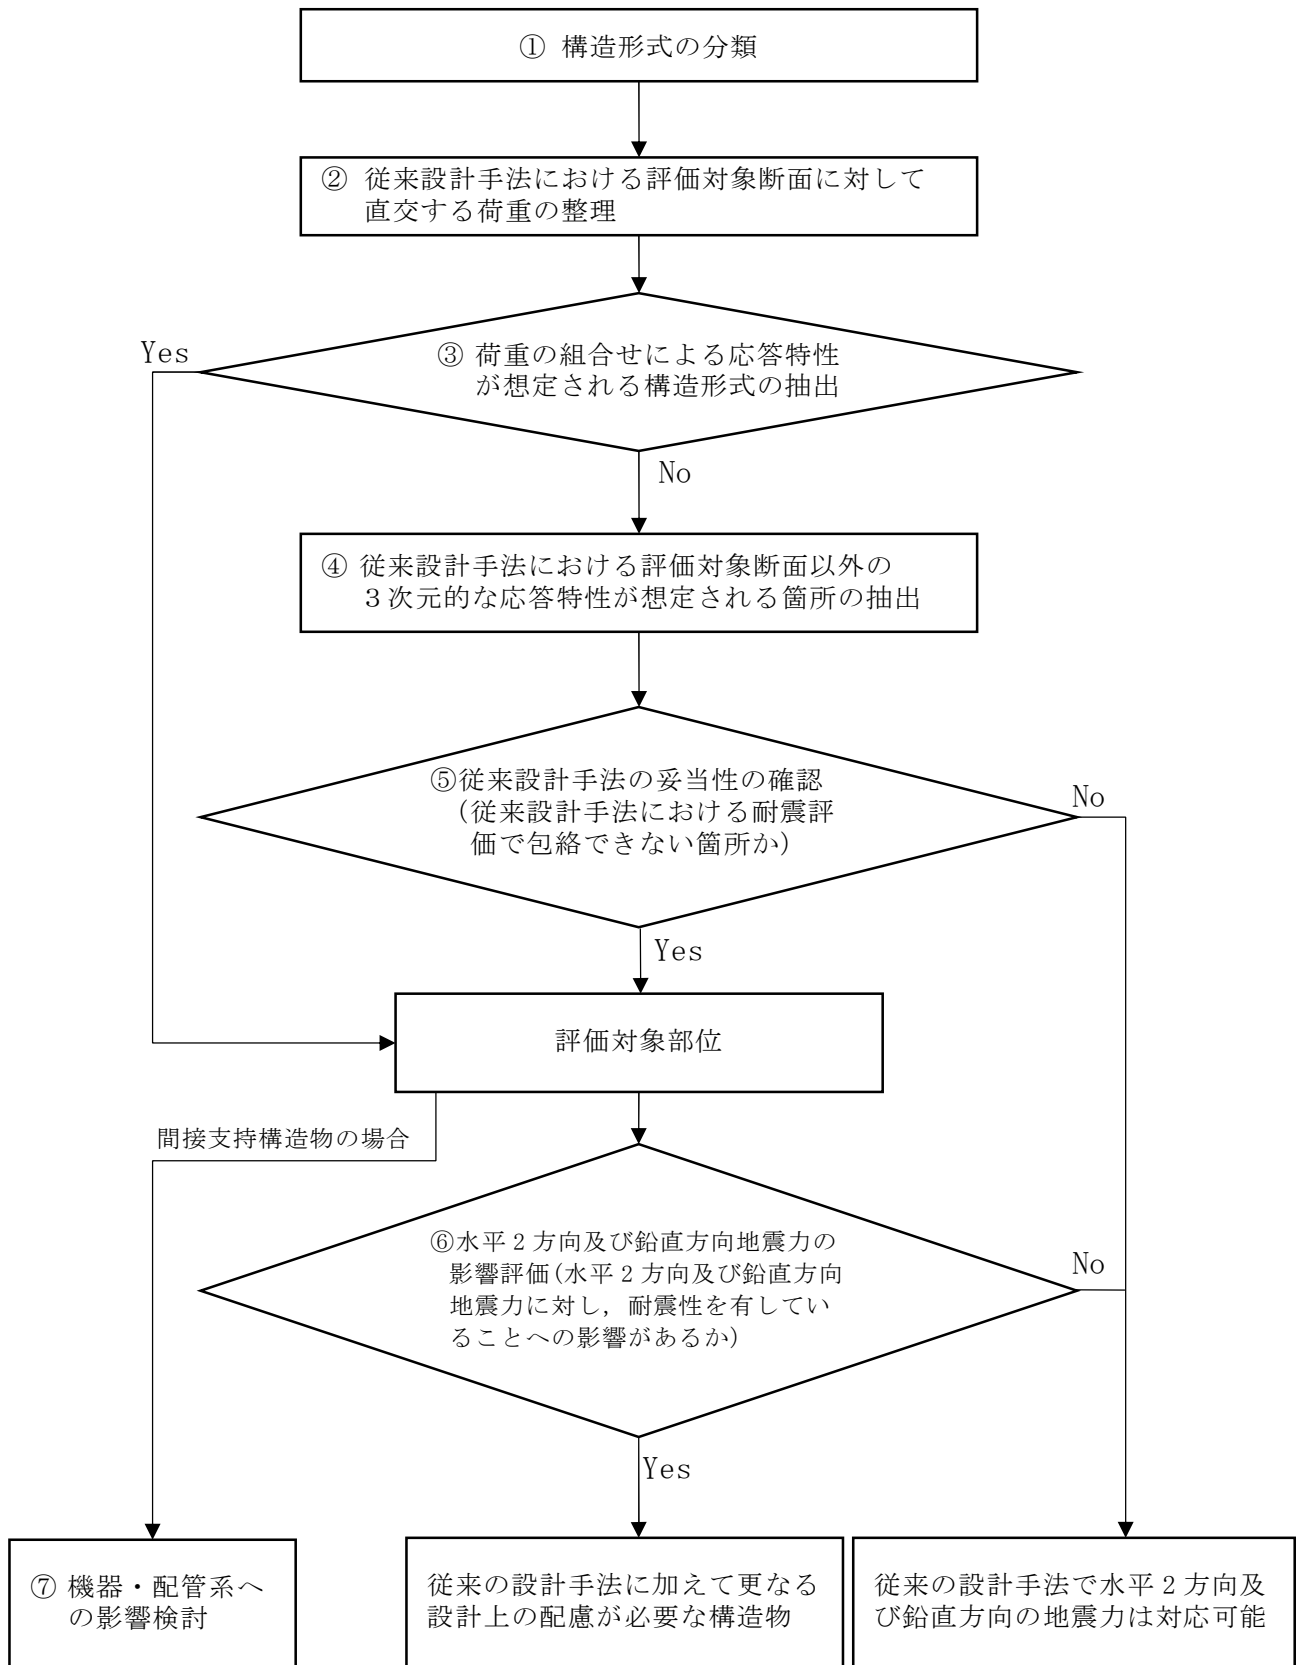 ① 構造形式の分類
② 従来設計手法における評価対象断面に対して
直交する荷重の整理
Yes
③ 荷重の組合せによる応答特性
が想定される構造形式の抽出
No
④ 従来設計手法における評価対象断面以外の
３次元的な応答特性が想定される箇所の抽出
⑤従来設計手法の妥当性の確認
(従来設計手法における耐震評
価で包絡できない箇所か)
No
Yes
評価対象部位
間接支持構造物の場合
⑥水平２方向及び鉛直方向地震力の
影響評価(水平２方向及び鉛直方向
地震力に対し，耐震性を有してい
ることへの影響があるか)
No
Yes
⑦ 機器・配管系へ
の影響検討
従来の設計手法に加えて更なる
設計上の配慮が必要な構造物
従来の設計手法で水平２方向及
び鉛直方向の地震力は対応可能